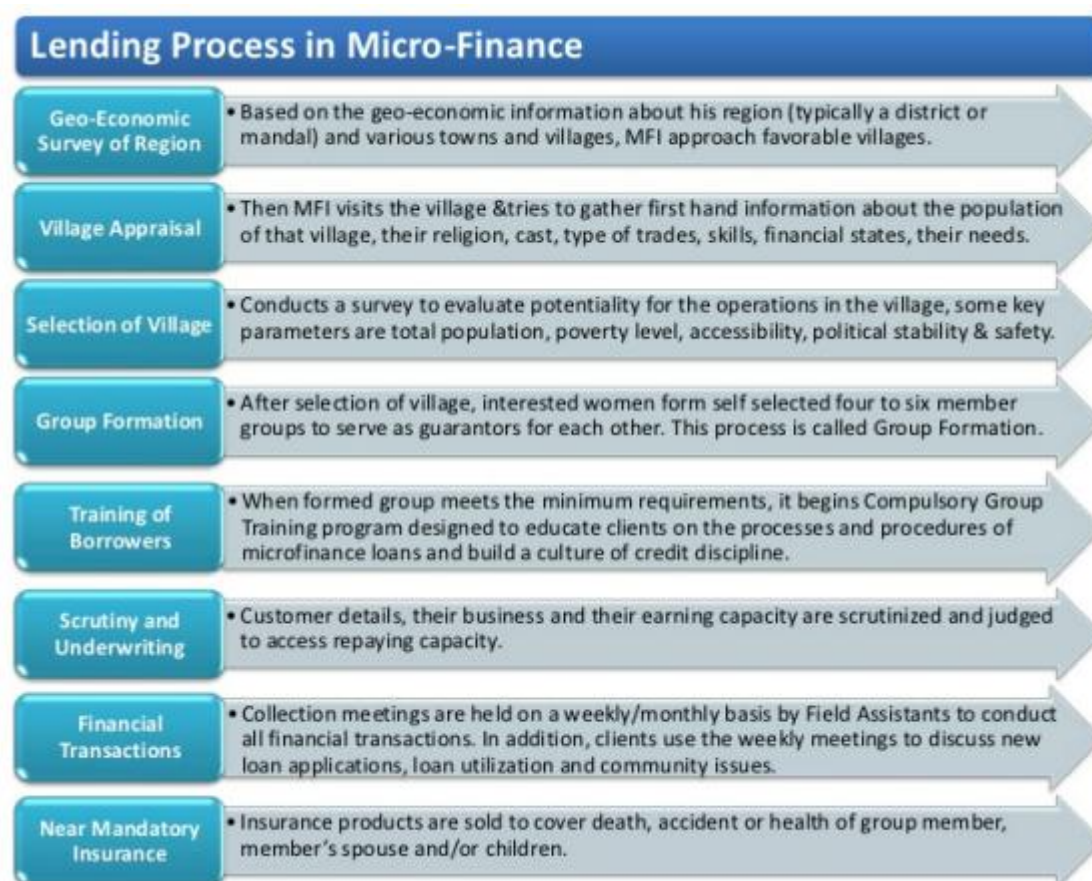 Lending Process in Micro-Finance
Geo-Economic
Survey of Region
• Based on the geo-economic information about his region (typically a district or
mandal) and various towns and villages, MFI approach favorable villages.
Village Appraisal
• Then MFI visits the village &tries to gather first hand information about the population
of that village, their religion, cast, type of trades, skills, financial states, their needs.
Selection of Village
• Conducts a survey to evaluate potentiality for the operations in the village, some key
parameters are total population, poverty level, accessibility, political stability & safety.
Group Formation
• After selection of village, interested women form self selected four to six member
groups to serve as guarantors for each other. This process is called Group Formation.
Training of
Borrowers
• When formed group meets the minimum requirements, it begins Compulsory Group
Training program designed to educate clients on the processes and procedures of
microfinance loans and build a culture of credit discipline.
Scrutiny and
Underwriting
• Customer details, their business and their earning capacity are scrutinized and judged
to access repaying capacity.
Financial
Transactions
• Collection meetings are held on a weekly/monthly basis by Field Assistants to conduct
all financial transactions. In addition, clients use the weekly meetings to discuss new
loan applications, loan utilization and community issues.
Near Mandatory
Insurance
• Insurance products are sold to cover death, accident or health of group member,
member's spouse and/or children.